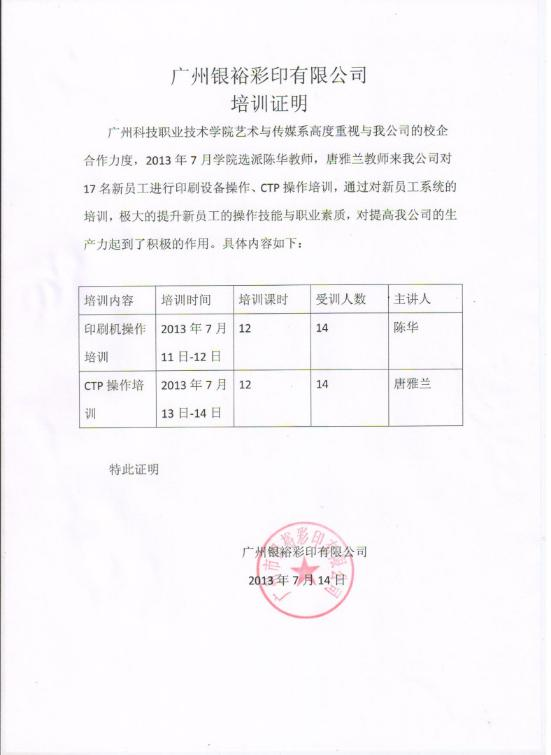 广州银裕彩印有限公司
培训证明
广州科技职业技术学院艺术与传媒系高度重视与我公司的校企
合作力度，2013 年 7 月学院选派陈华教师，唐雅兰教师来我公司对
17 名新员工进行印刷设备操作、CTP 操作培训，通过对新员工系统的
培训，极大的提升新员工的操作技能与职业素质，对提高我公司的生
产力起到了积极的作用。具体内容如下：
培训内容 培训时间 培训课时 受训人数 主讲人
印刷机操作 2013 年 7 月 12 14 陈华
培训 11 日-12 日
CTP 操作培 2013 年 7 月 12 14 唐雅兰
训 13 日-14 日
特此证明
广州银裕彩印有限公司
2013 年 7 月 14 日
广州市银裕彩印有限公司